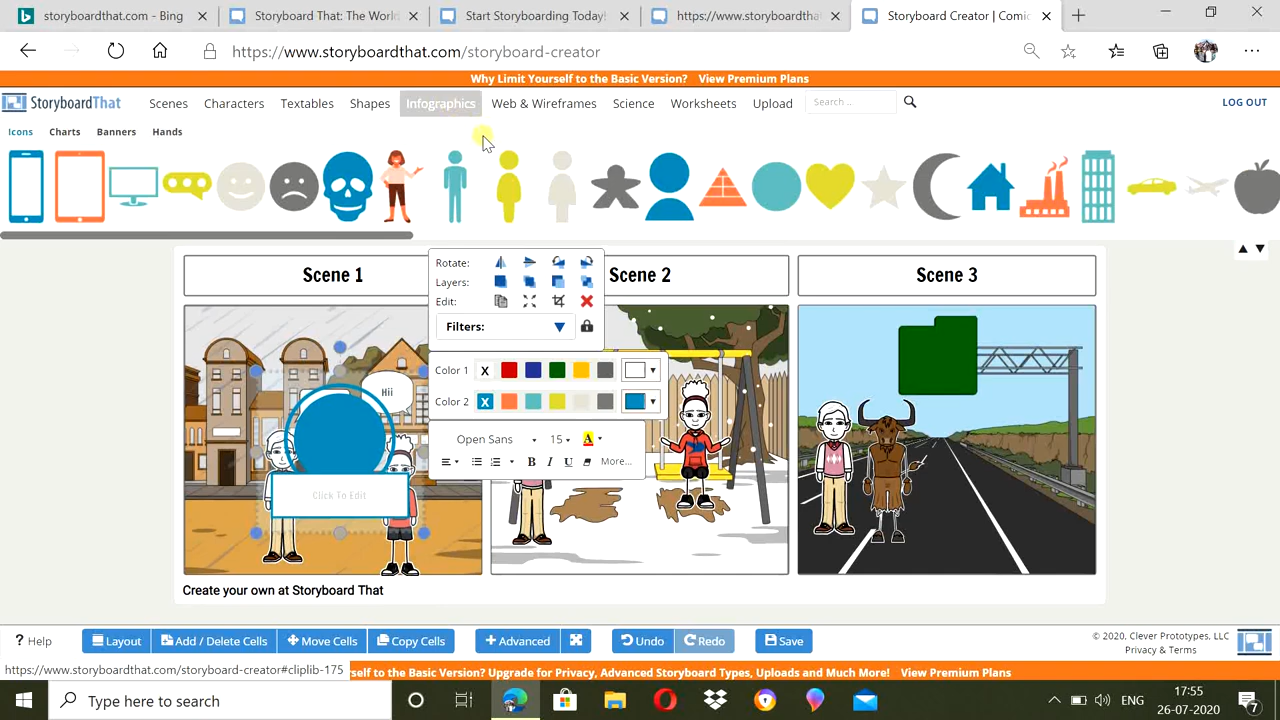 storyboardthat.com - Bing
Storyboard That: The World
Start Storyboarding Today!
https://www.storyboardthat.com/
Storyboard Creator | Comic
https://www.storyboardthat.com/storyboard-creator
Why Limit Yourself to the Basic Version? View Premium Plans
StoryboardThat
Scenes
Characters
Textables
Shapes
Infographics
Web & Wireframes
Science
Worksheets
Upload
Search ..
LOG OUT
Icons
Charts
Banners
Hands
Scene 1
Scene 2
Scene 3
Rotate:
Layers:
Edit:
Filters:
Color 1
X
Color 2
X
Open Sans
15
A
B I U More...
Hii
Click To Edit
Create your own at Storyboard That
? Help
Layout
Add / Delete Cells
Move Cells
Copy Cells
Advanced
Undo
Redo
Save
© 2020, Clever Prototypes, LLC
Privacy & Terms
https://www.storyboardthat.com/storyboard-creator#cliplib-175
self to the Basic Version? Upgrade for Privacy, Advanced Storyboard Types, Uploads and Much More! View Premium Plans
Type here to search
ENG
17:55
26-07-2020
7